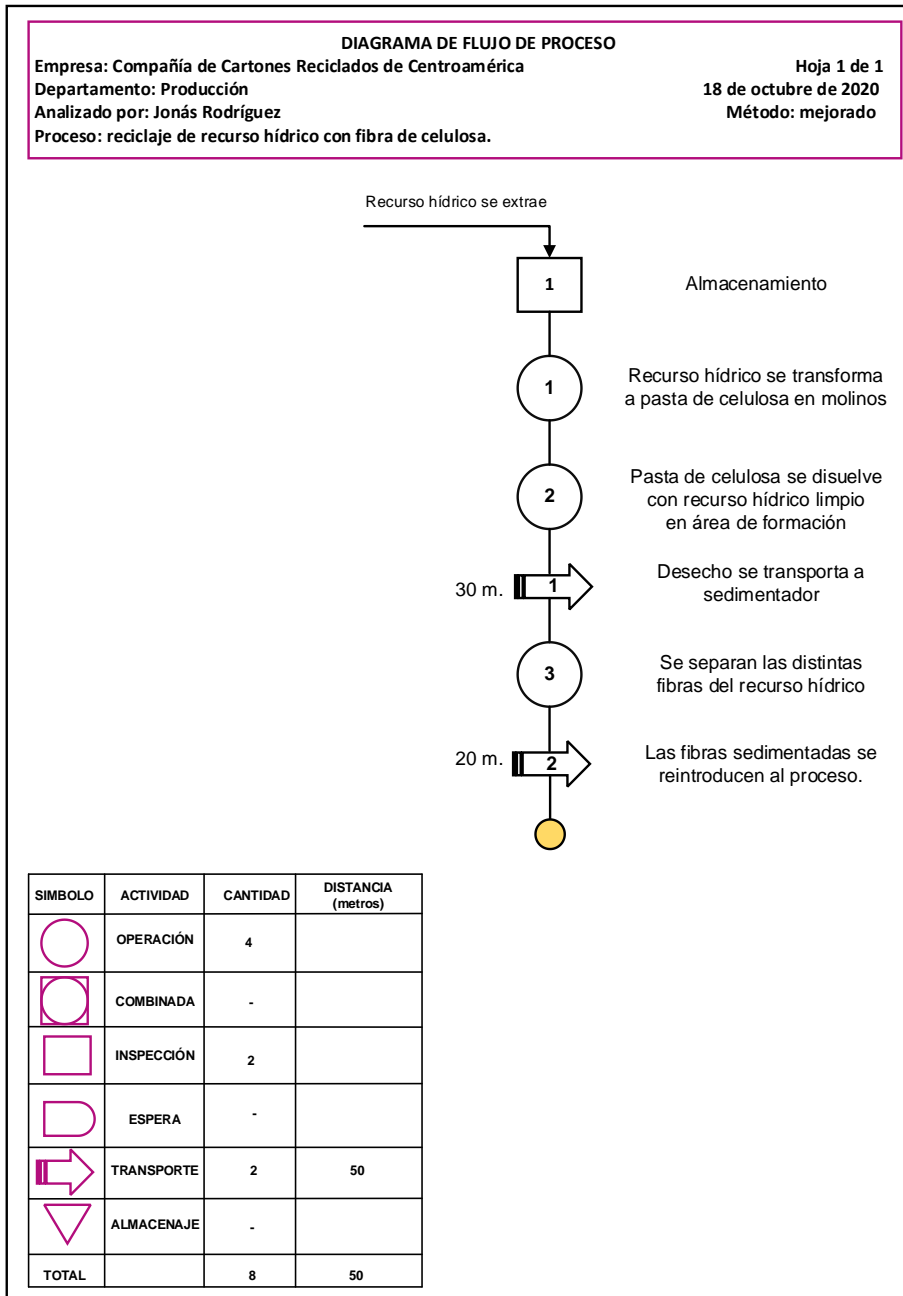 DIAGRAMA DE FLUJO DE PROCESO
Empresa: Compañía de Cartones Reciclados de Centroamérica Hoja 1 de 1
Departamento: Producción 18 de octubre de 2020
Analizado por: Jonás Rodríguez Método: mejorado
Proceso: reciclaje de recurso hídrico con fibra de celulosa.
Recurso hídrico se extrae
1 Almacenamiento
1 Recurso hídrico se transforma
a pasta de celulosa en molinos
2 Pasta de celulosa se disuelve
con recurso hídrico limpio
en área de formación
30 m. 1 Desecho se transporta a
sedimentador
3 Se separan las distintas
fibras del recurso hídrico
20 m. 2 Las fibras sedimentadas se
reintroducen al proceso.
SIMBOLO ACTIVIDAD CANTIDAD DISTANCIA
(metros)
OPERACIÓN 4
COMBINADA -
INSPECCIÓN 2
ESPERA -
TRANSPORTE 2 50
ALMACENAJE -
TOTAL 8 50